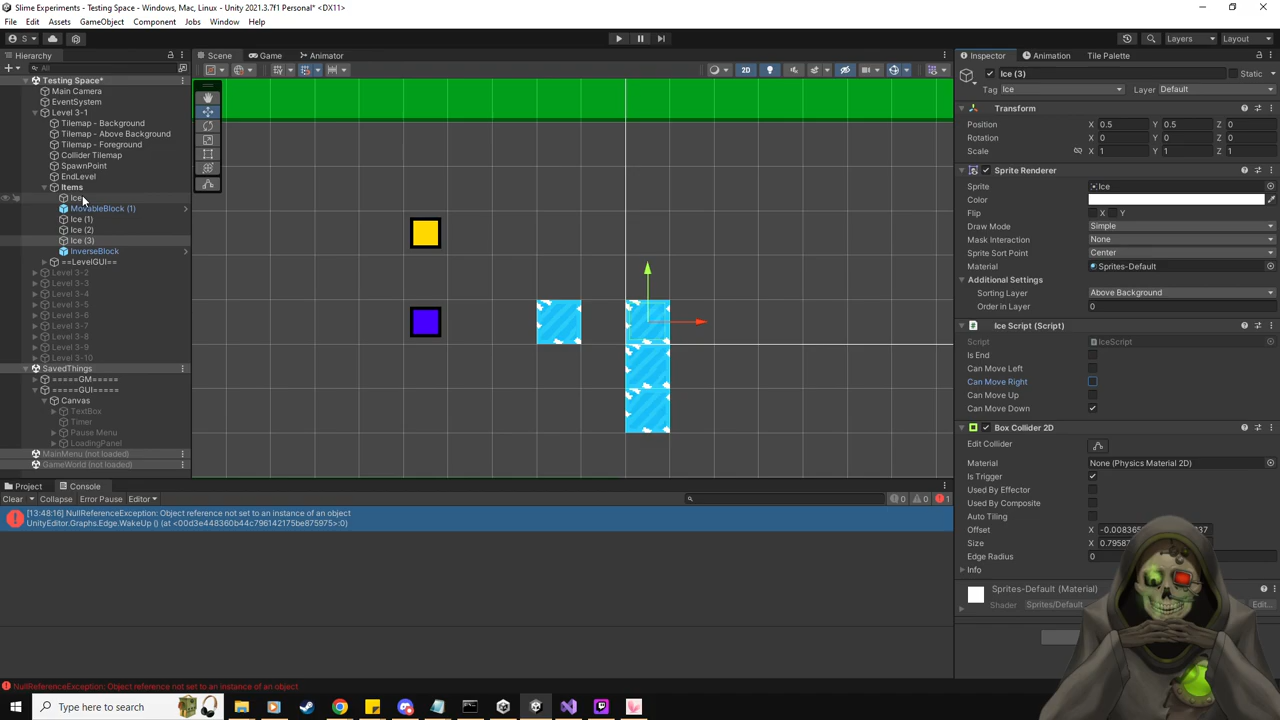 Slime Experiments - Testing Space - Windows, Mac, Linux - Unity 2021.3.7f1 Personal* <DX11>
File Edit Assets GameObject Component Jobs Window Help
S Layers Layout
Hierarchy
All
Testing Space*
Main Camera
EventSystem
Level 3-1
Tilemap - Background
Tilemap - Above Background
Tilemap - Foreground
Collider Tilemap
SpawnPoint
EndLevel
Items
Ice
MovableBlock (1)
Ice (1)
Ice (2)
Ice (3)
InverseBlock
==LevelGUI==
Level 3-2
Level 3-3
Level 3-4
Level 3-5
Level 3-6
Level 3-7
Level 3-8
Level 3-9
Level 3-10
SavedThings
=====GM=====
=====GUI=====
Canvas
TextBox
Timer
Pause Menu
LoadingPanel
MainMenu (not loaded)
GameWorld (not loaded)
Scene Game Animator
2D
Inspector Animation Tile Palette
Ice (3) Static
Tag Ice Layer Default
Transform
Position X 0.5 Y 0.5 Z 0
Rotation X 0 Y 0 Z 0
Scale X 1 Y 1 Z 1
Sprite Renderer
Sprite Ice
Color
Flip X Y
Draw Mode Simple
Mask Interaction None
Sprite Sort Point Center
Material Sprites-Default
Additional Settings
Sorting Layer Above Background
Order in Layer 0
Ice Script (Script)
Script IceScript
Is End
Can Move Left
Can Move Right
Can Move Up
Can Move Down
Box Collider 2D
Edit Collider
Material None (Physics Material 2D)
Is Trigger
Used By Effector
Used By Composite
Auto Tiling
Offset X
Size X
Edge Radius 0
Info
Sprites-Default (Material)
Shader Sprites/Default Edit...
Project Console
Clear Collapse Error Pause Editor 0 0 1
[13:48:16] NullReferenceException: Object reference not set to an instance of an object
UnityEditor.Graphs.Edge.WakeUp () (at <00d3e448360b44c796142175be875975>:0)
NullReferenceException: Object reference not set to an instance of an object
Type here to search